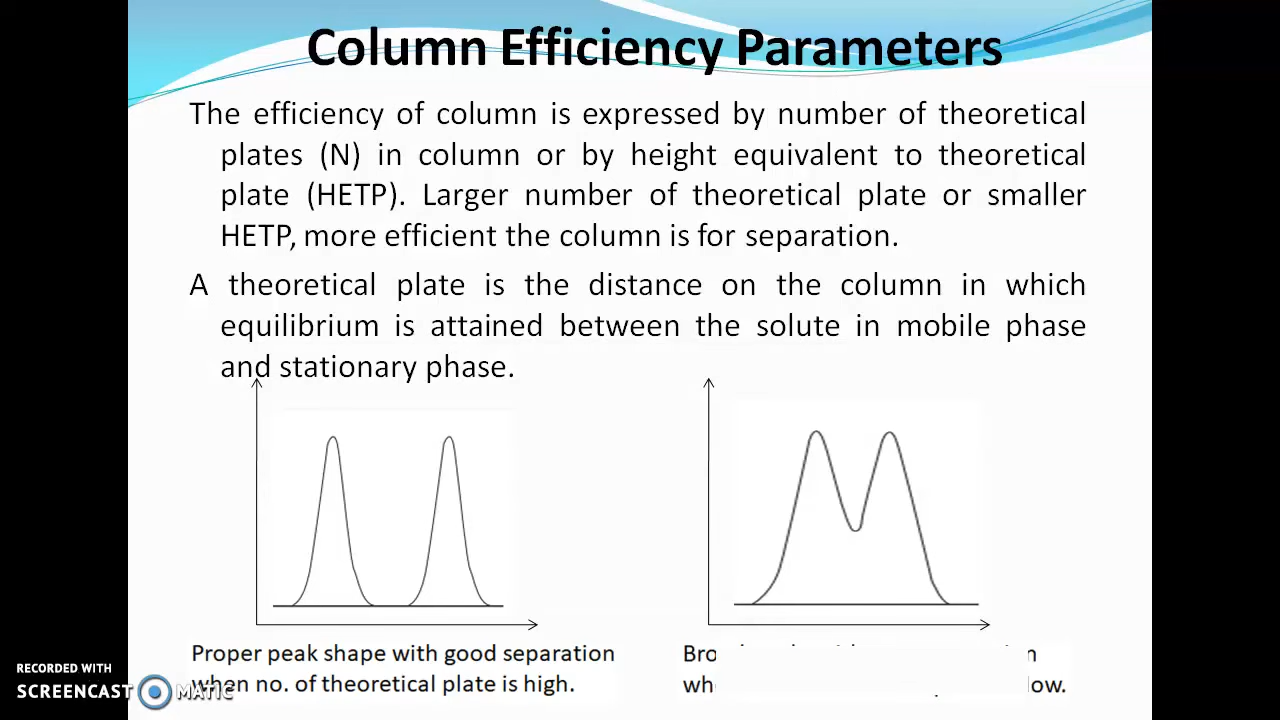 Column Efficiency Parameters
The efficiency of column is expressed by number of theoretical
plates (N) in column or by height equivalent to theoretical
plate (HETP). Larger number of theoretical plate or smaller
HETP, more efficient the column is for separation.
A theoretical plate is the distance on the column in which
equilibrium is attained between the solute in mobile phase
and stationary phase.
Proper peak shape with good separation
when no. of theoretical plate is high.
low.
RECORDED WITH
SCREENCAST MATIC